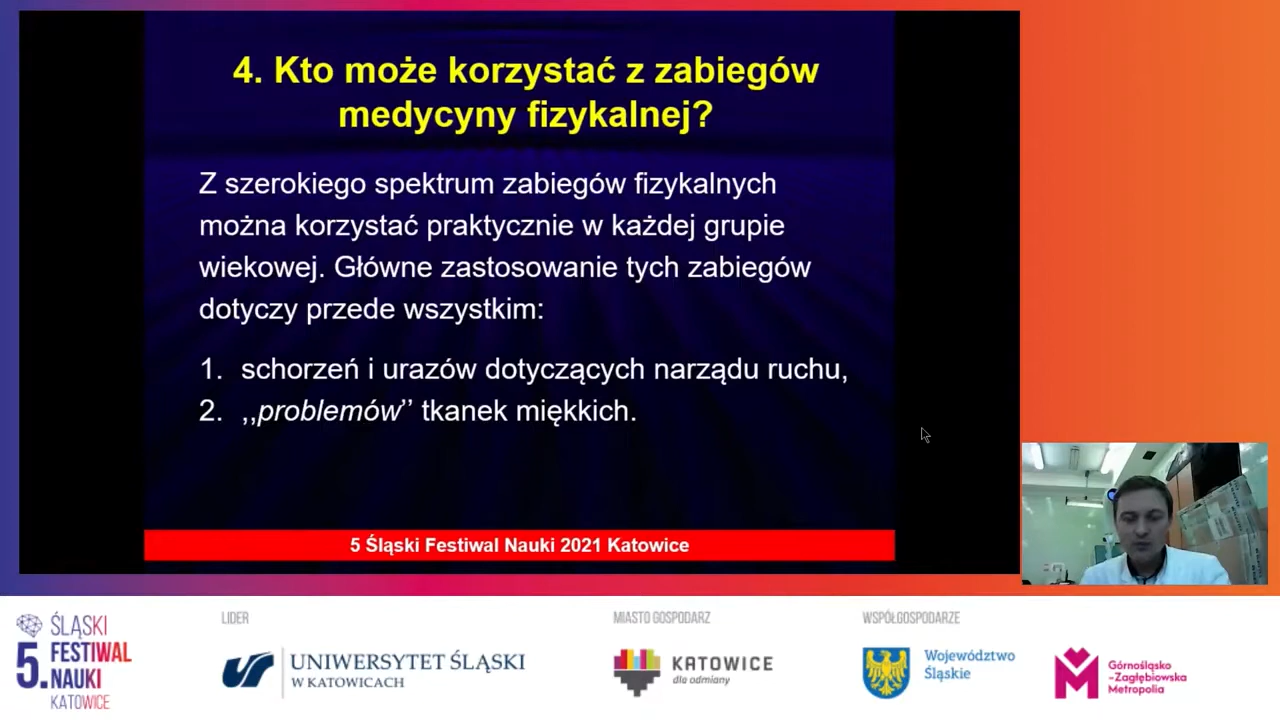 4. Kto może korzystać z zabiegów
medycyny fizykalnej?
Z szerokiego spektrum zabiegów fizykalnych
można korzystać praktycznie w każdej grupie
wiekowej. Główne zastosowanie tych zabiegów
dotyczy przede wszystkim:
1. schorzeń i urazów dotyczących narządu ruchu,
2. ,,problemów’’ tkanek miękkich.
5 Śląski Festiwal Nauki 2021 Katowice
5. ŚLĄSKI
FESTIWAL
NAUKI
KATOWICE
LIDER
UNIWERSYTET ŚLĄSKI
W KATOWICACH
MIASTO GOSPODARZ
KATOWICE
dla odmiany
WSPÓŁGOSPODARZE
Województwo
Śląskie
Górnośląsko
-Zagłębiowska
Metropolia